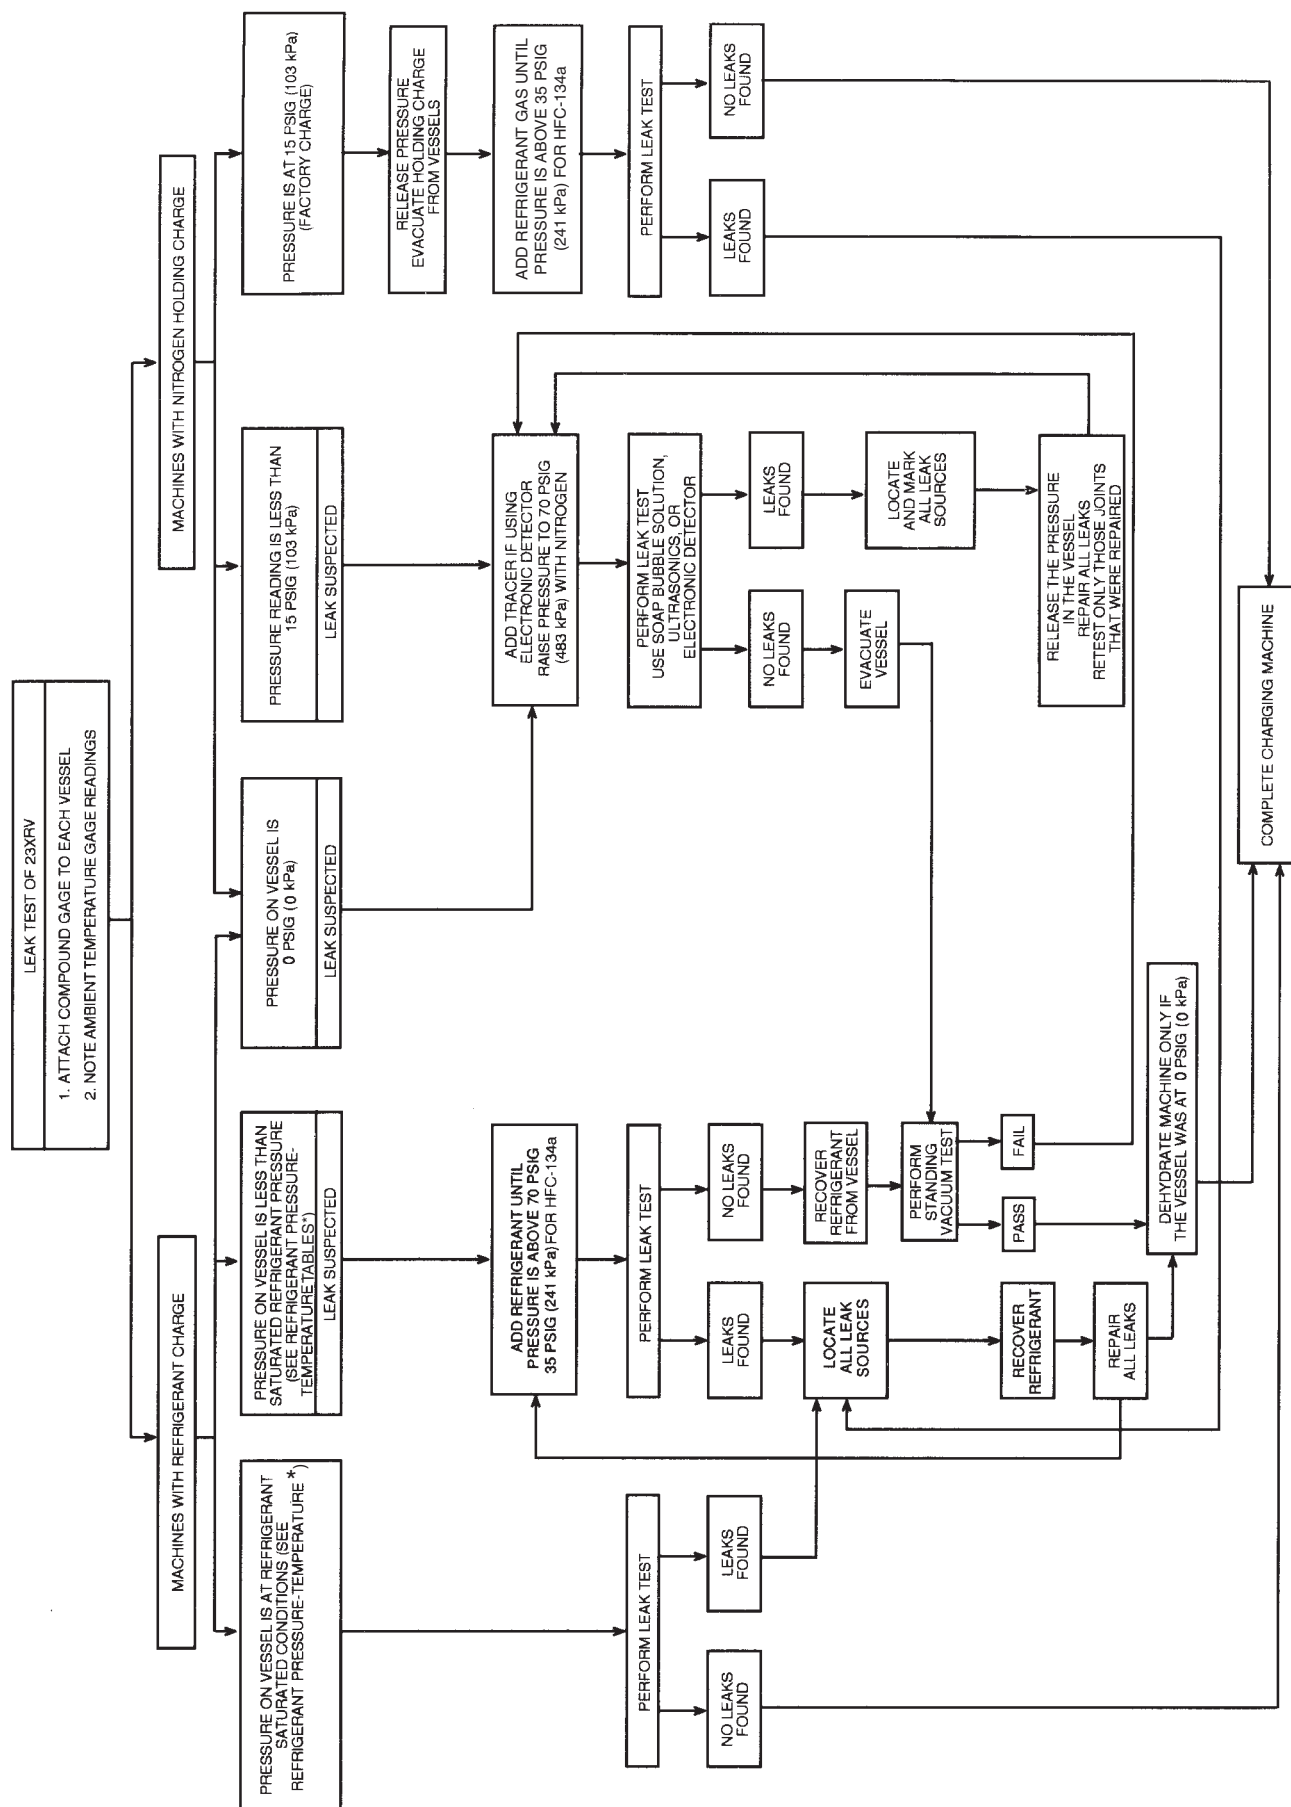 LEAK TEST OF 23XRV
1. ATTACH COMPOUND GAGE TO EACH VESSEL
2. NOTE AMBIENT TEMPERATURE GAGE READINGS
MACHINES WITH REFRIGERANT CHARGE
MACHINES WITH NITROGEN HOLDING CHARGE
PRESSURE ON VESSEL IS AT REFRIGERANT
SATURATED CONDITIONS (SEE
REFRIGERANT PRESSURE-TEMPERATURE *)
PRESSURE ON VESSEL IS LESS THAN
SATURATED REFRIGERANT PRESSURE
(SEE REFRIGERANT PRESSURE-
TEMPERATURE TABLES*)
LEAK SUSPECTED
PRESSURE ON VESSEL IS
0 PSIG (0 kPa)
LEAK SUSPECTED
PRESSURE READING IS LESS THAN
15 PSIG (103 kPa)
LEAK SUSPECTED
PRESSURE IS AT 15 PSIG (103 kPa)
(FACTORY CHARGE)
RELEASE PRESSURE
EVACUATE HOLDING CHARGE
FROM VESSELS
ADD REFRIGERANT UNTIL
PRESSURE IS ABOVE 70 PSIG
35 PSIG (241 kPa) FOR HFC-134a
ADD TRACER IF USING
ELECTRONIC DETECTOR
RAISE PRESSURE TO 70 PSIG
(483 kPa) WITH NITROGEN
ADD REFRIGERANT GAS UNTIL
PRESSURE IS ABOVE 35 PSIG
(241 kPa) FOR HFC-134a
PERFORM LEAK TEST
PERFORM LEAK TEST
PERFORM LEAK TEST
USE SOAP BUBBLE SOLUTION,
ULTRASONICS, OR
ELECTRONIC DETECTOR
PERFORM LEAK TEST
NO LEAKS
FOUND
LEAKS
FOUND
LEAKS
FOUND
NO LEAKS
FOUND
NO LEAKS
FOUND
LEAKS
FOUND
LEAKS
FOUND
NO LEAKS
FOUND
LOCATE
ALL LEAK
SOURCES
RECOVER
REFRIGERANT
FROM VESSEL
EVACUATE
VESSEL
LOCATE
AND MARK
ALL LEAK
SOURCES
PERFORM
STANDING
VACUUM TEST
RECOVER
REFRIGERANT
PASS
FAIL
RELEASE THE PRESSURE
IN THE VESSEL
REPAIR ALL LEAKS
RETEST ONLY THOSE JOINTS
THAT WERE REPAIRED
REPAIR
ALL LEAKS
DEHYDRATE MACHINE ONLY IF
THE VESSEL WAS AT 0 PSIG (0 kPa)
COMPLETE CHARGING MACHINE